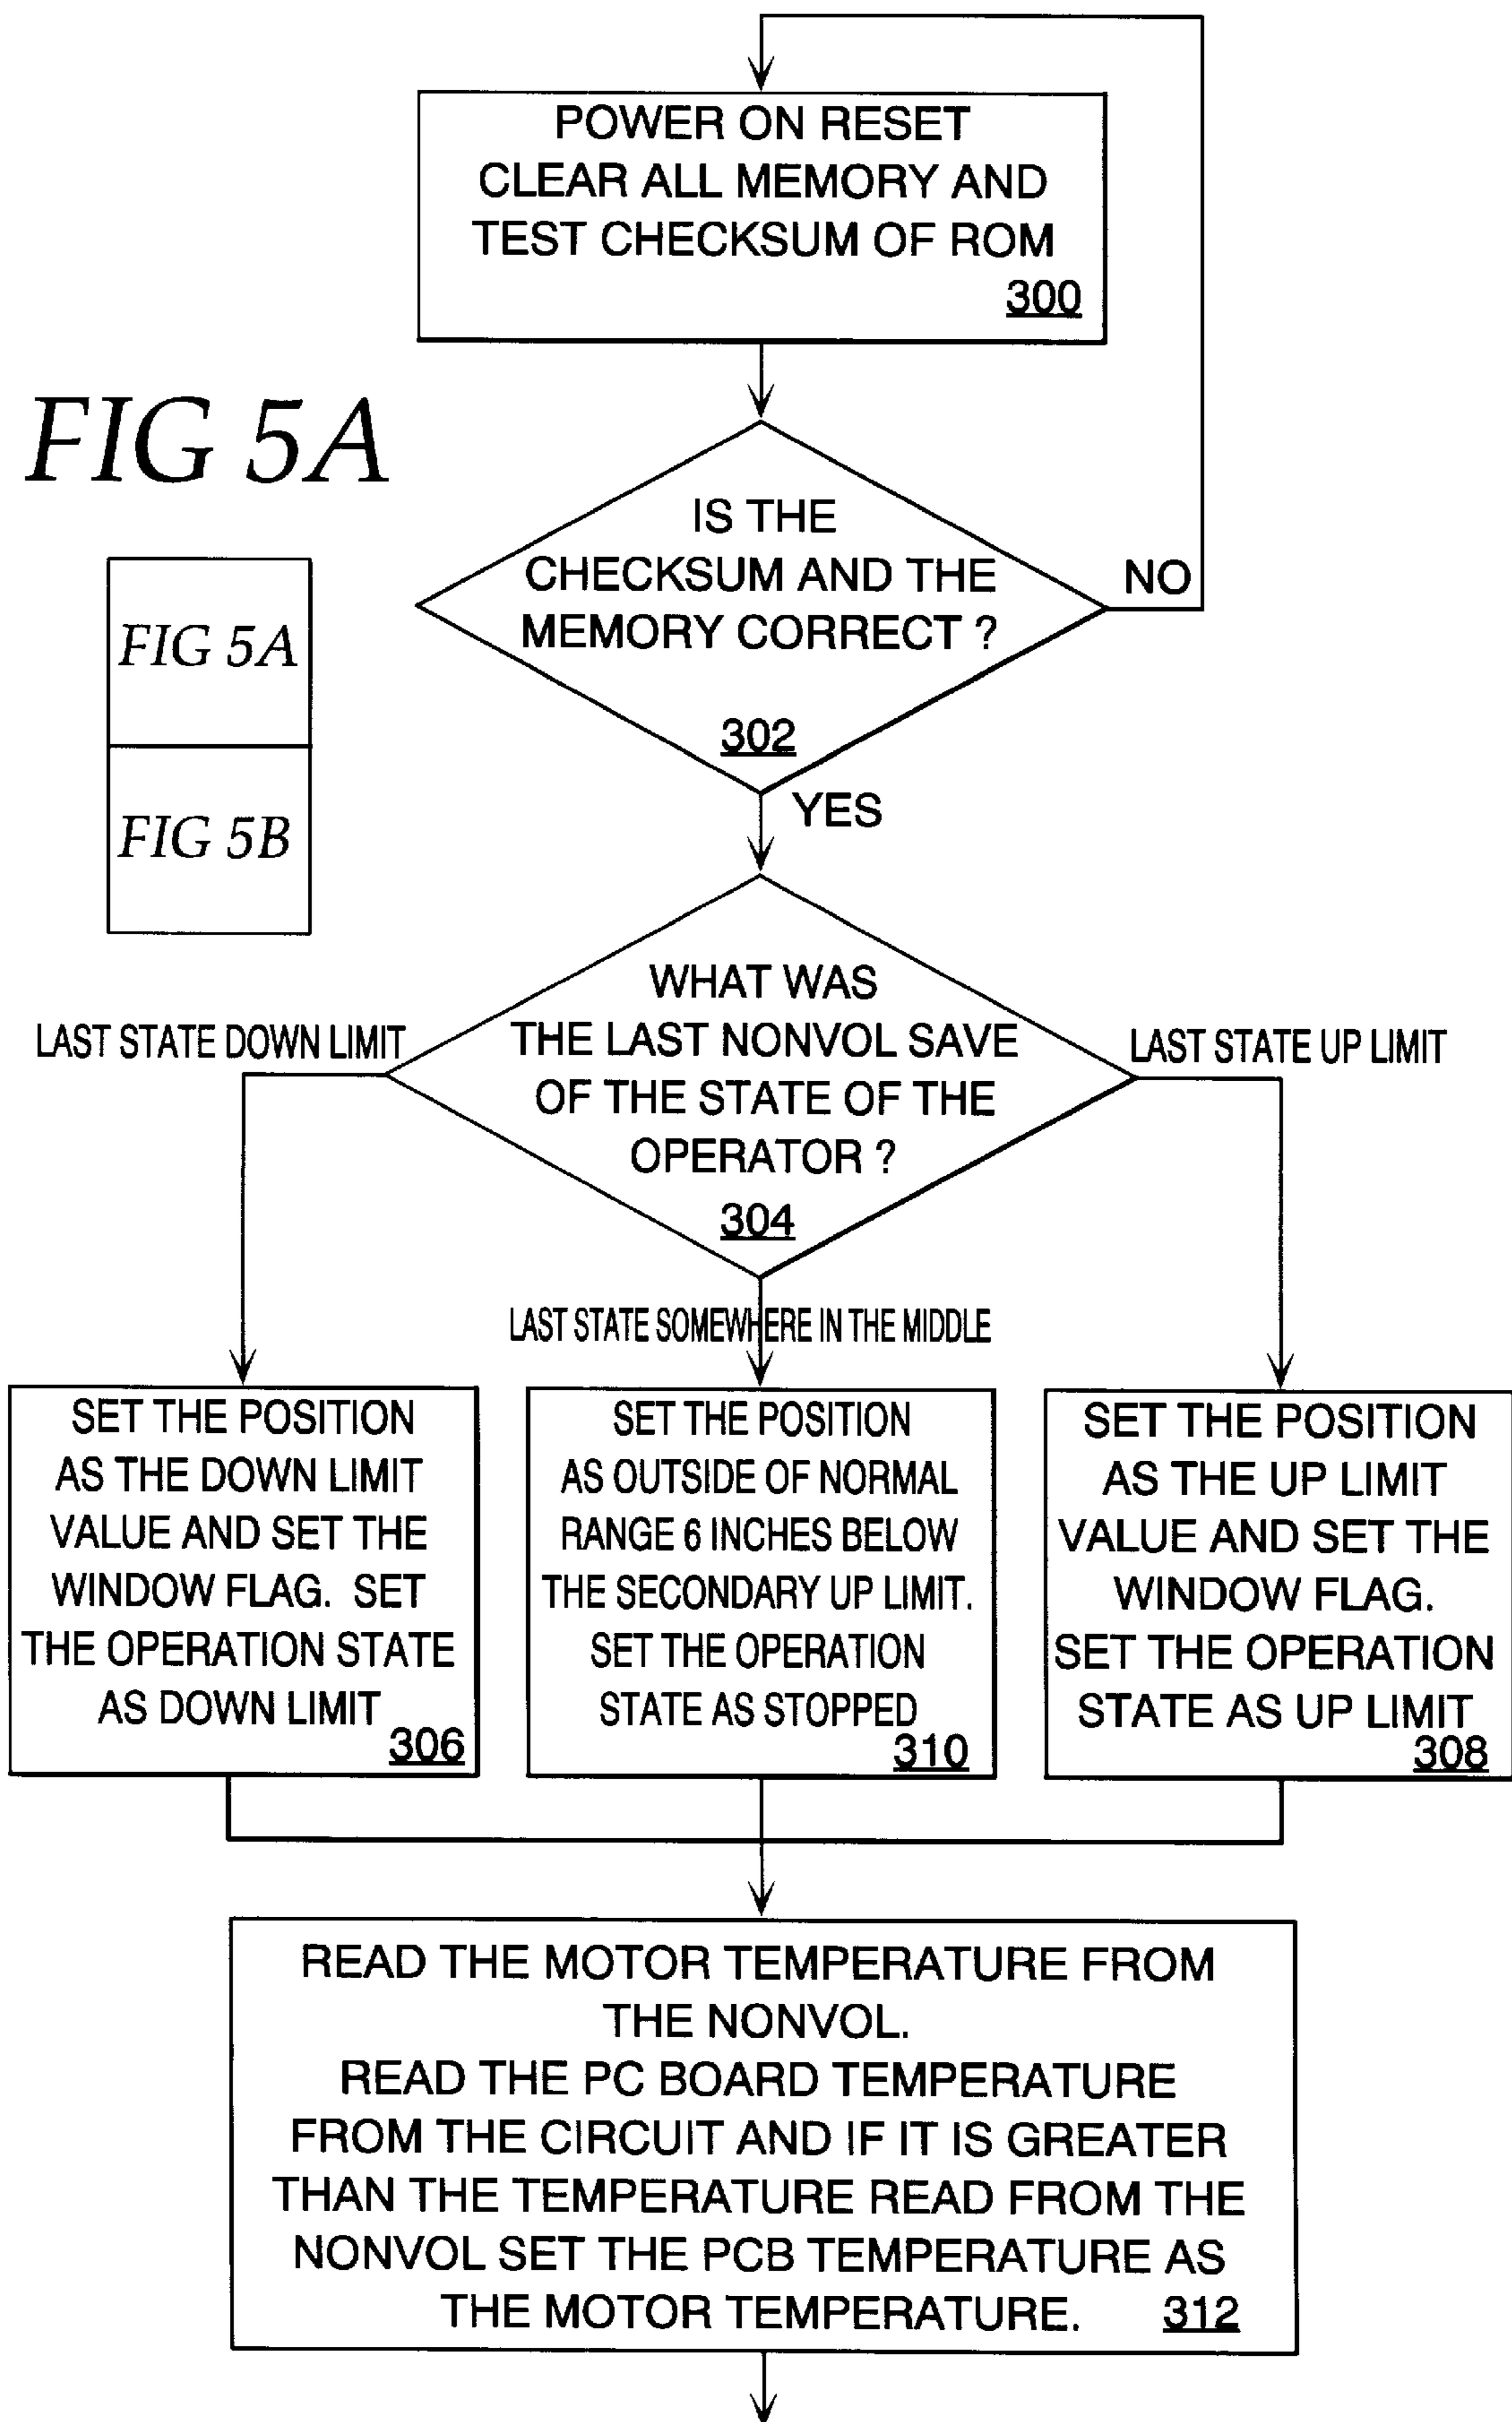 POWER ON RESET
CLEAR ALL MEMORY AND
TEST CHECKSUM OF ROM
300
FIG 5A
IS THE
CHECKSUM AND THE
MEMORY CORRECT ?
302
NO
FIG 5A
FIG 5B
YES
WHAT WAS
THE LAST NONVOL SAVE
OF THE STATE OF THE
OPERATOR ?
304
LAST STATE DOWN LIMIT
LAST STATE UP LIMIT
LAST STATE SOMEWHERE IN THE MIDDLE
SET THE POSITION
AS THE DOWN LIMIT
VALUE AND SET THE
WINDOW FLAG. SET
THE OPERATION STATE
AS DOWN LIMIT
306
SET THE POSITION
AS OUTSIDE OF NORMAL
RANGE 6 INCHES BELOW
THE SECONDARY UP LIMIT.
SET THE OPERATION
STATE AS STOPPED
310
SET THE POSITION
AS THE UP LIMIT
VALUE AND SET THE
WINDOW FLAG.
SET THE OPERATION
STATE AS UP LIMIT
308
READ THE MOTOR TEMPERATURE FROM
THE NONVOL.
READ THE PC BOARD TEMPERATURE
FROM THE CIRCUIT AND IF IT IS GREATER
THAN THE TEMPERATURE READ FROM THE
NONVOL SET THE PCB TEMPERATURE AS
THE MOTOR TEMPERATURE. 312